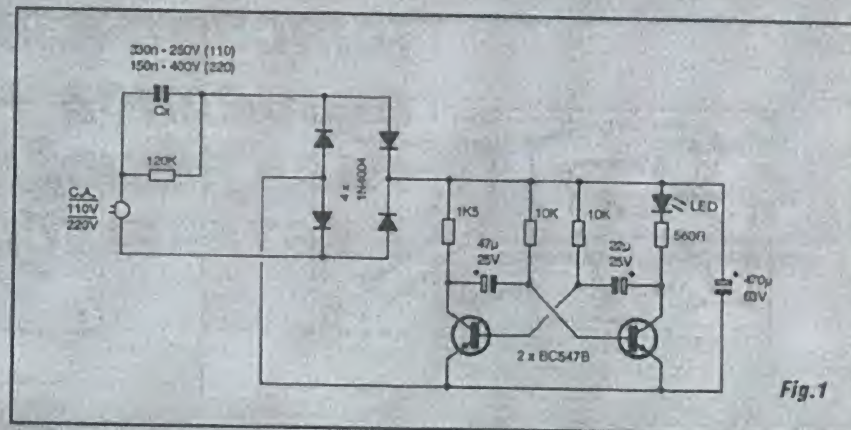 330n - 250V (110)
150n - 400V (220)
Cx
120K
C.A.
110V
220V
4 x
1N4004
1K5
10K
10K
LED
560R
47µ
25V
22µ
25V
470µ
63V
2 x BC547B
Fig.1